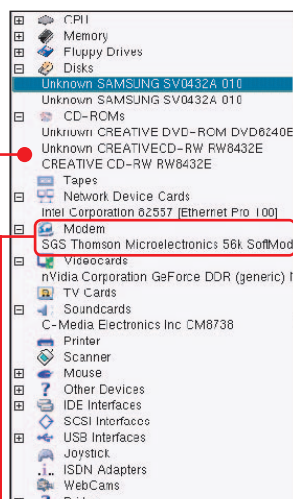 CPU
Memory
Floppy Drives
Disks
Unknown SAMSUNG SV0432A 010
Unknown SAMSUNG SV0432A 010
CD-ROMs
Unknown CREATIVE DVD-ROM DVD6240E
Unknown CREATIVECD-RW RW8432E
CREATIVE CD-RW RW8432E
Tapes
Network Device Cards
Intel Corporation 82557 [Ethernet Pro 100]
Modem
SGS Thomson Microelectronics 56k SoftMod
Videocards
nVidia Corporation GeForce DDR (generic)
TV Cards
Soundcards
C-Media Electronics Inc CM8738
Printer
Scanner
Mouse
Other Devices
IDE Interfaces
SCSI Interfaces
USB Interfaces
Joystick
ISDN Adapters
WebCams